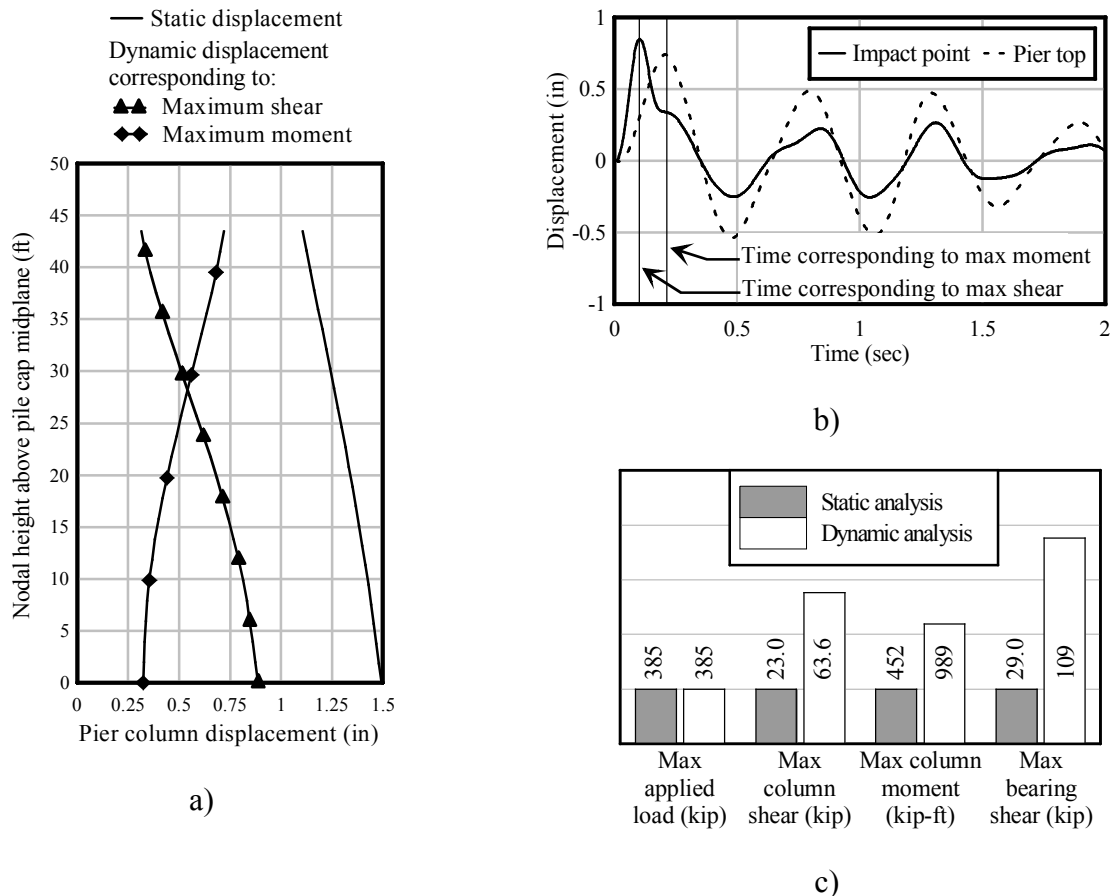 Static displacement
Dynamic displacement
corresponding to:
Maximum shear
Maximum moment
50
45
40
35
30
25
20
15
10
5
0
Nodal height above pile cap midplane (ft)
0 0.25 0.5 0.75 1 1.25 1.5
Pier column displacement (in)
a)
1
0.5
0
-0.5
-1
Displacement (in)
Impact point Pier top
Time corresponding to max moment
Time corresponding to max shear
0 0.5 1 1.5 2
Time (sec)
b)
Static analysis
Dynamic analysis
385 385 23.0 63.6 452 989 29.0 109
Max Max Max column Max
applied column moment bearing
load (kip) shear (kip) (kip-ft) shear (kip)
c)